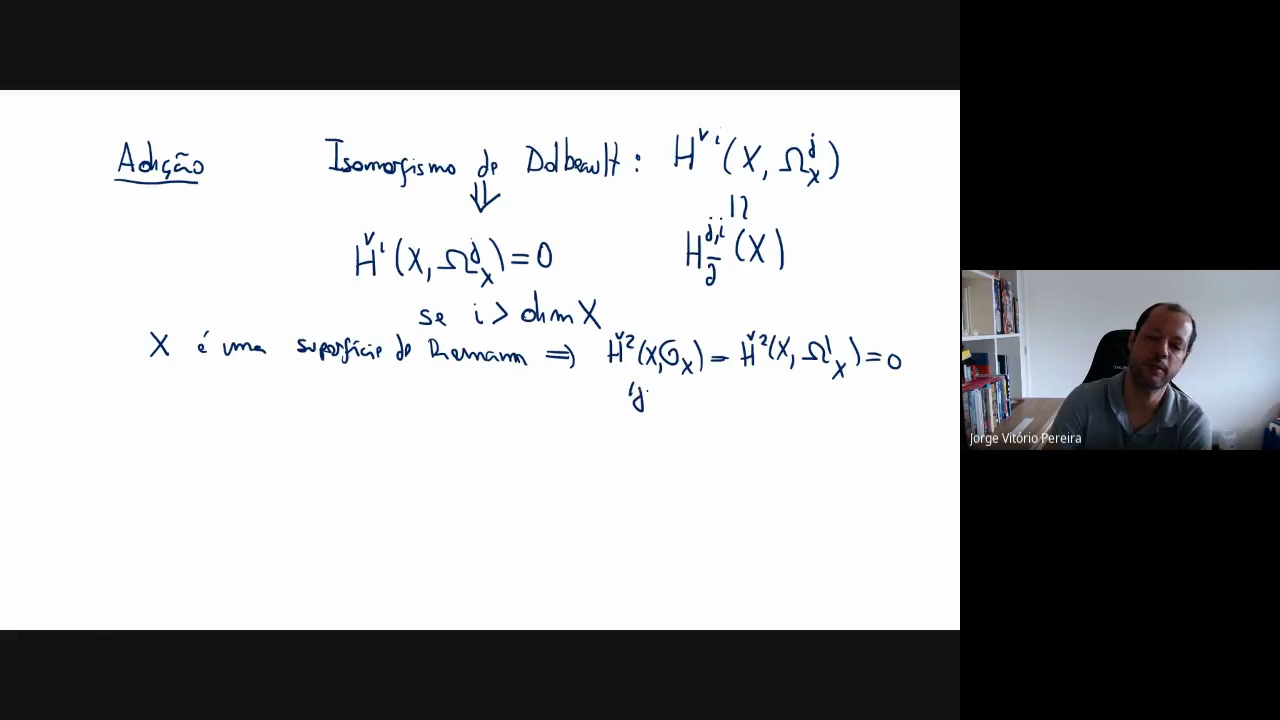 Adição Isomorfismo de Dolbeault : Ȟ^i(X, Ω^j_X)
⇓ ≅
Ȟ^i(X, Ω^j_X) = 0 H^{j,i}_{∂̄}(X)
se i > dim X
X é uma superfície de Riemann ⇒ Ȟ^2(X, O_X) = Ȟ^2(X, Ω^1_X) = 0
Jorge Vitório Pereira